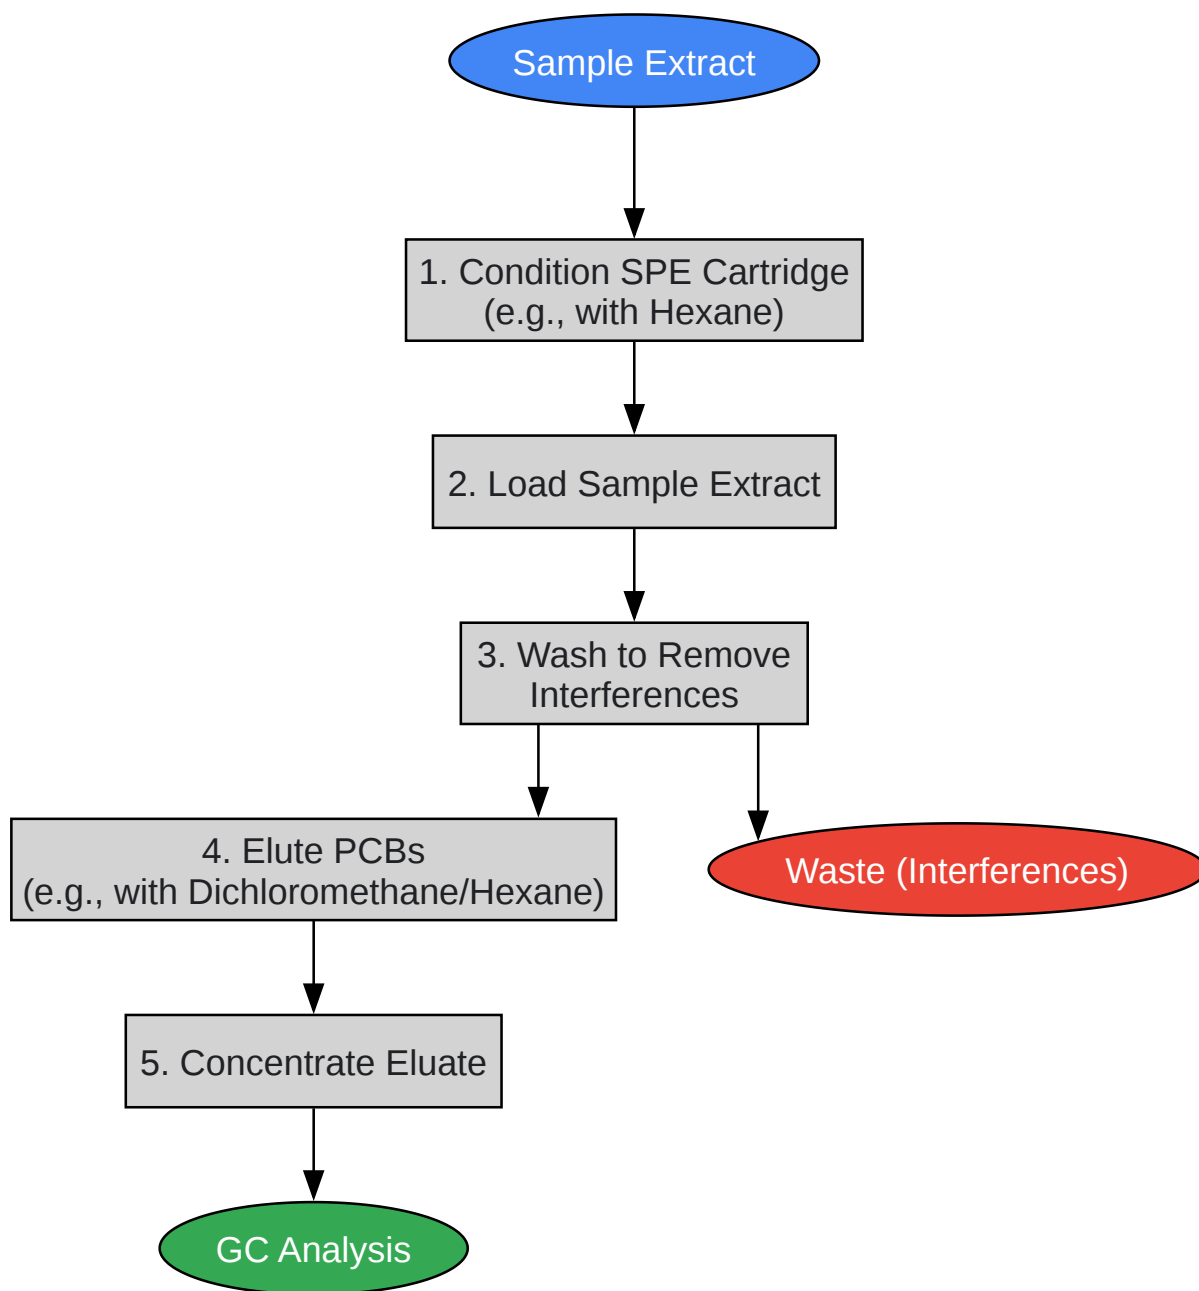 Sample Extract
1. Condition SPE Cartridge
(e.g., with Hexane)
2. Load Sample Extract
3. Wash to Remove
Interferences
4. Elute PCBs
(e.g., with Dichloromethane/Hexane)
Waste (Interferences)
5. Concentrate Eluate
GC Analysis